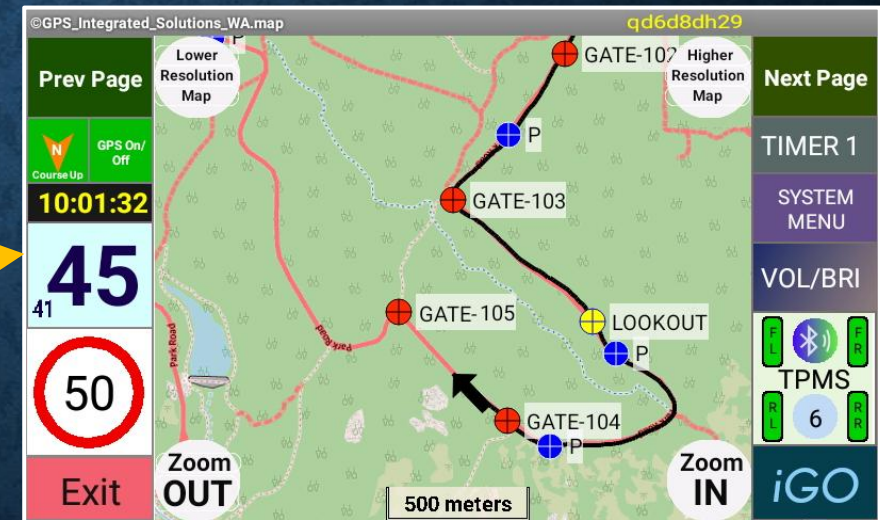 ©GPS_Integrated_Solutions_WA.map
qd6d8dh29
Prev Page
N
Course Up
GPS On/
Off
10:01:32
45
41
50
Exit
Lower
Resolution
Map
P
GATE-102
Higher
Resolution
Map
P
GATE-103
GATE-105
LOOKOUT
P
Park Road
Park Road
GATE-104
P
Zoom
OUT
500 meters
Zoom
IN
Next Page
TIMER 1
SYSTEM
MENU
VOL/BRI
FL
FR
TPMS
RL
6
RR
iGO